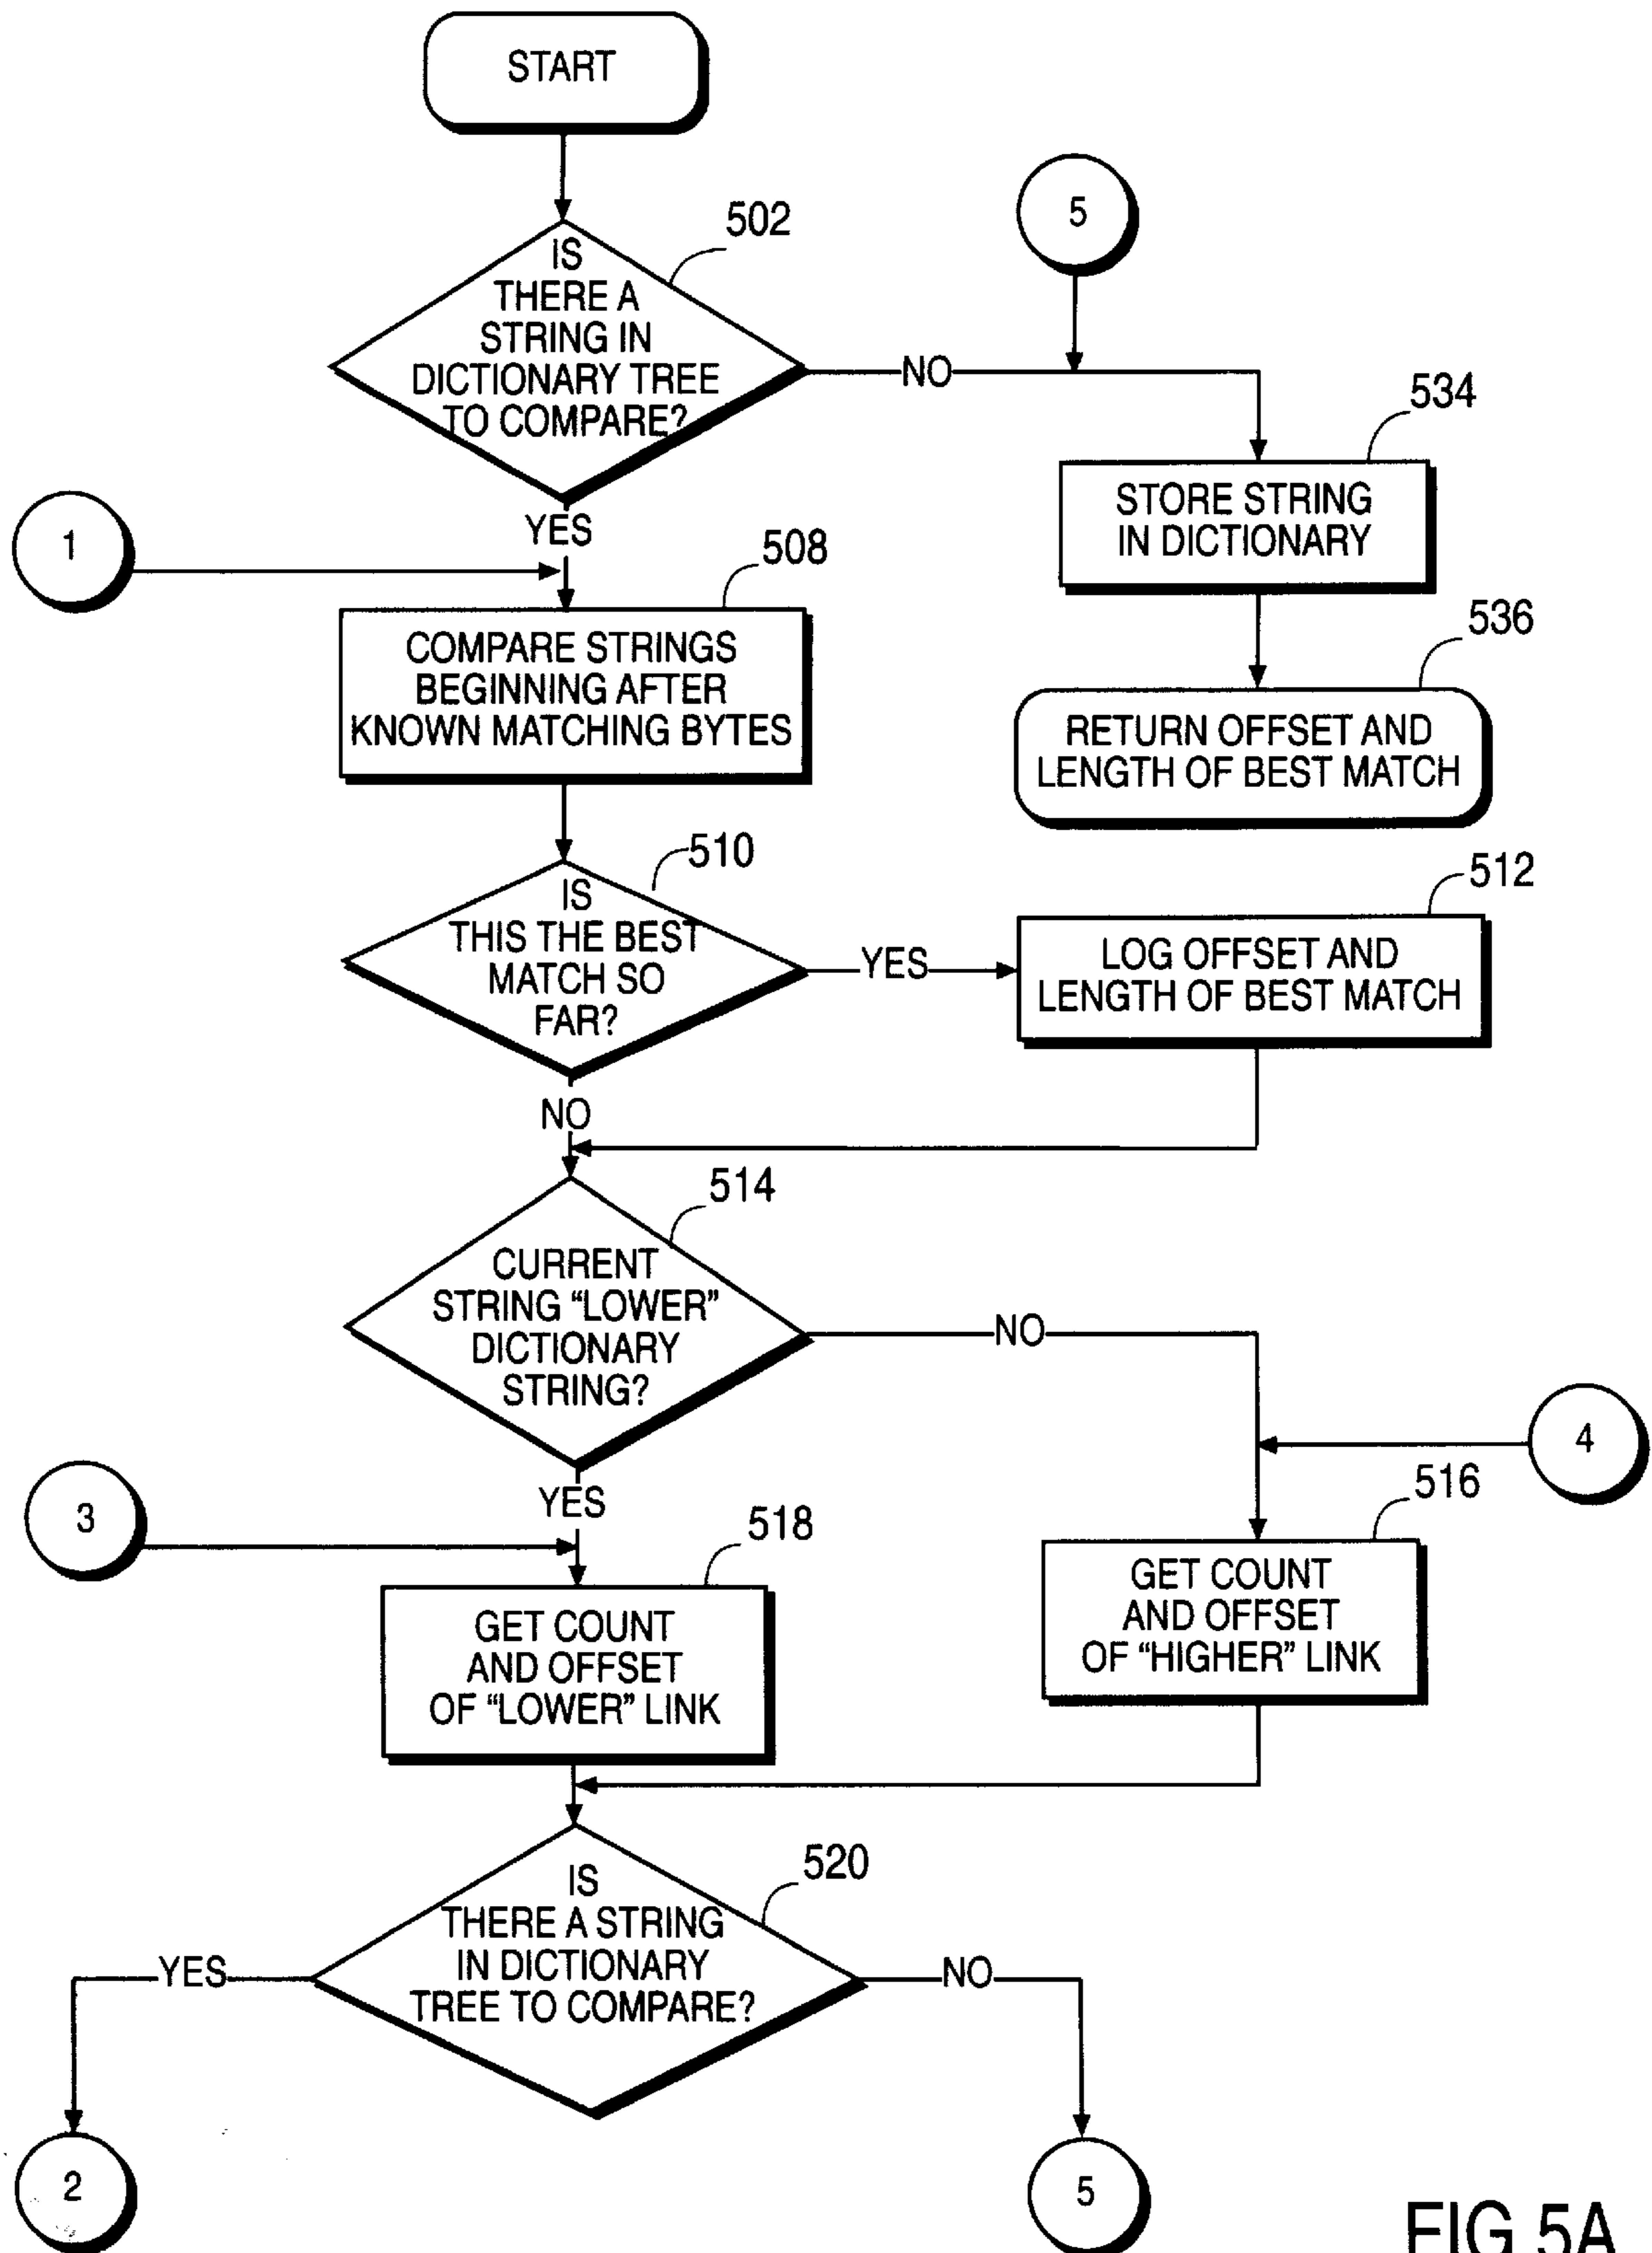 START
502
IS
THERE A
STRING IN
DICTIONARY TREE
TO COMPARE?
NO
5
534
STORE STRING
IN DICTIONARY
536
RETURN OFFSET AND
LENGTH OF BEST MATCH
YES
1
508
COMPARE STRINGS
BEGINNING AFTER
KNOWN MATCHING BYTES
510
IS
THIS THE BEST
MATCH SO
FAR?
YES
512
LOG OFFSET AND
LENGTH OF BEST MATCH
NO
514
CURRENT
STRING “LOWER”
DICTIONARY
STRING?
NO
4
516
GET COUNT
AND OFFSET
OF “HIGHER” LINK
YES
3
518
GET COUNT
AND OFFSET
OF “LOWER” LINK
520
IS
THERE A STRING
IN DICTIONARY
TREE TO COMPARE?
YES
NO
2
5
FIG 5A